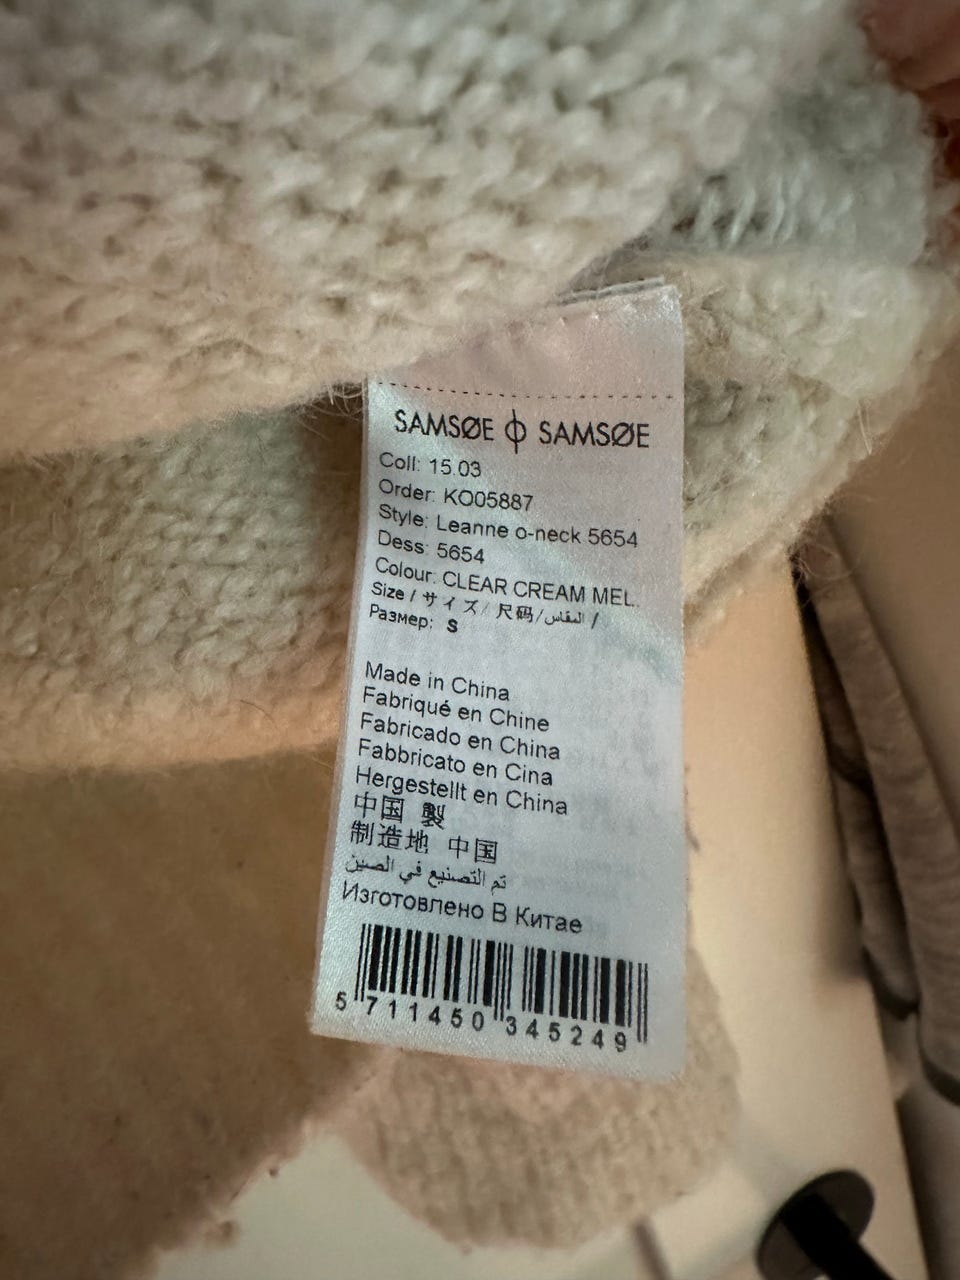 SAMSØE ϕ SAMSØE
Coll: 15.03
Order: KO05887
Style: Leanne o-neck 5654
Dess: 5654
Colour: CLEAR CREAM MEL.
Size / サイズ/ 尺码/المقاس /
Размер: S
Made in China
Fabriqué en Chine
Fabricado en China
Fabbricato en Cina
Hergestellt en China
中国 製
制造地 中国
تم التصنيع في الصين
Изготовлено В Китае
5 711450 345249